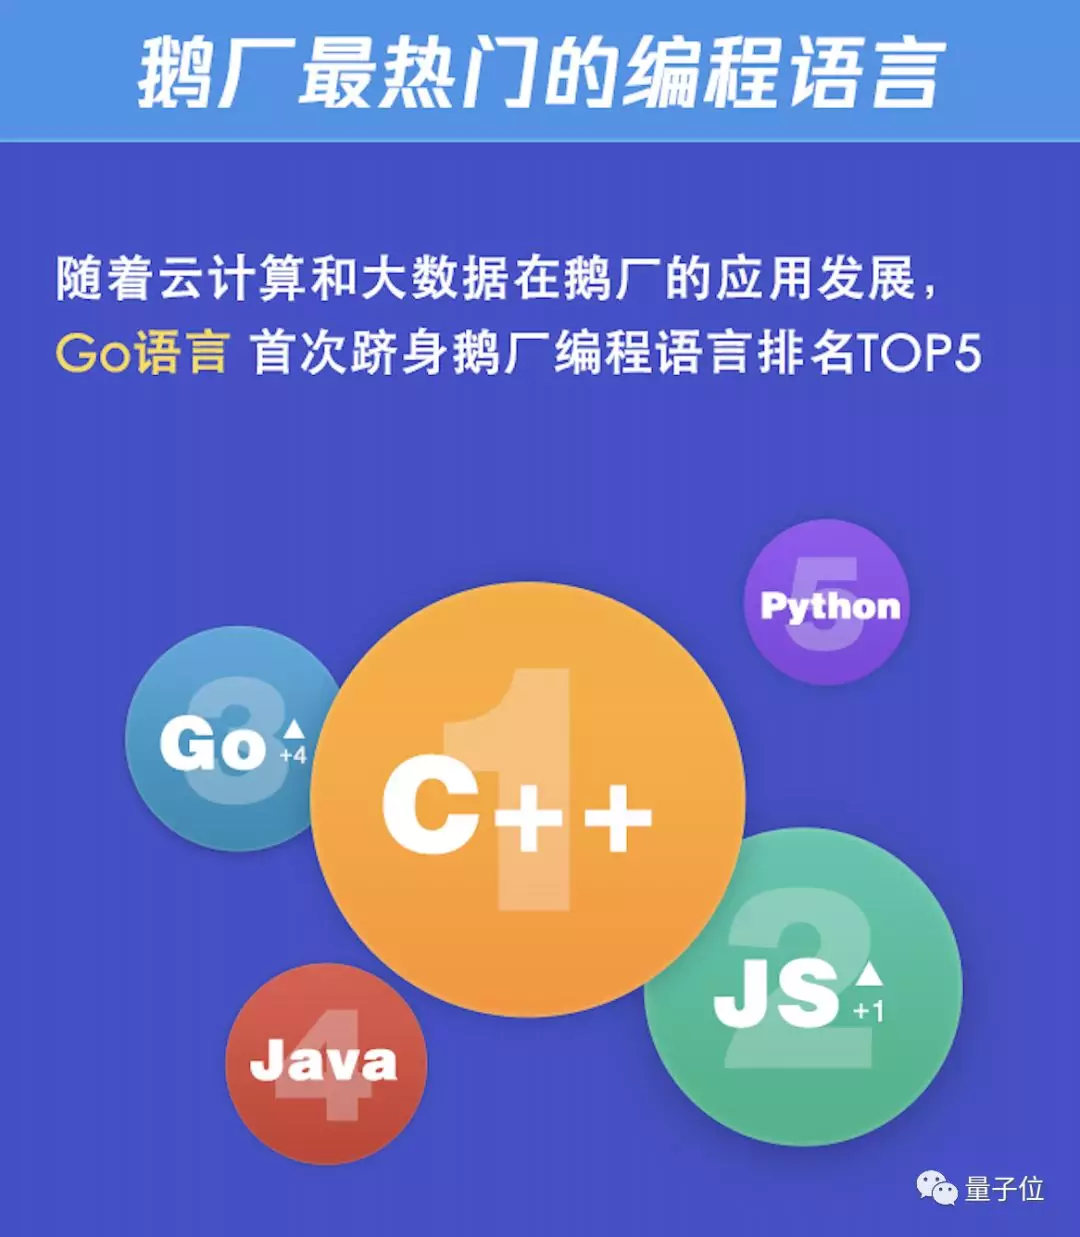 鹅厂最热门的编程语言
随着云计算和大数据在鹅厂的应用发展，
Go语言 首次跻身鹅厂编程语言排名TOP5
5
Python
3
Go ▲
+4
1
C++
2
JS ▲
+1
4
Java
量子位